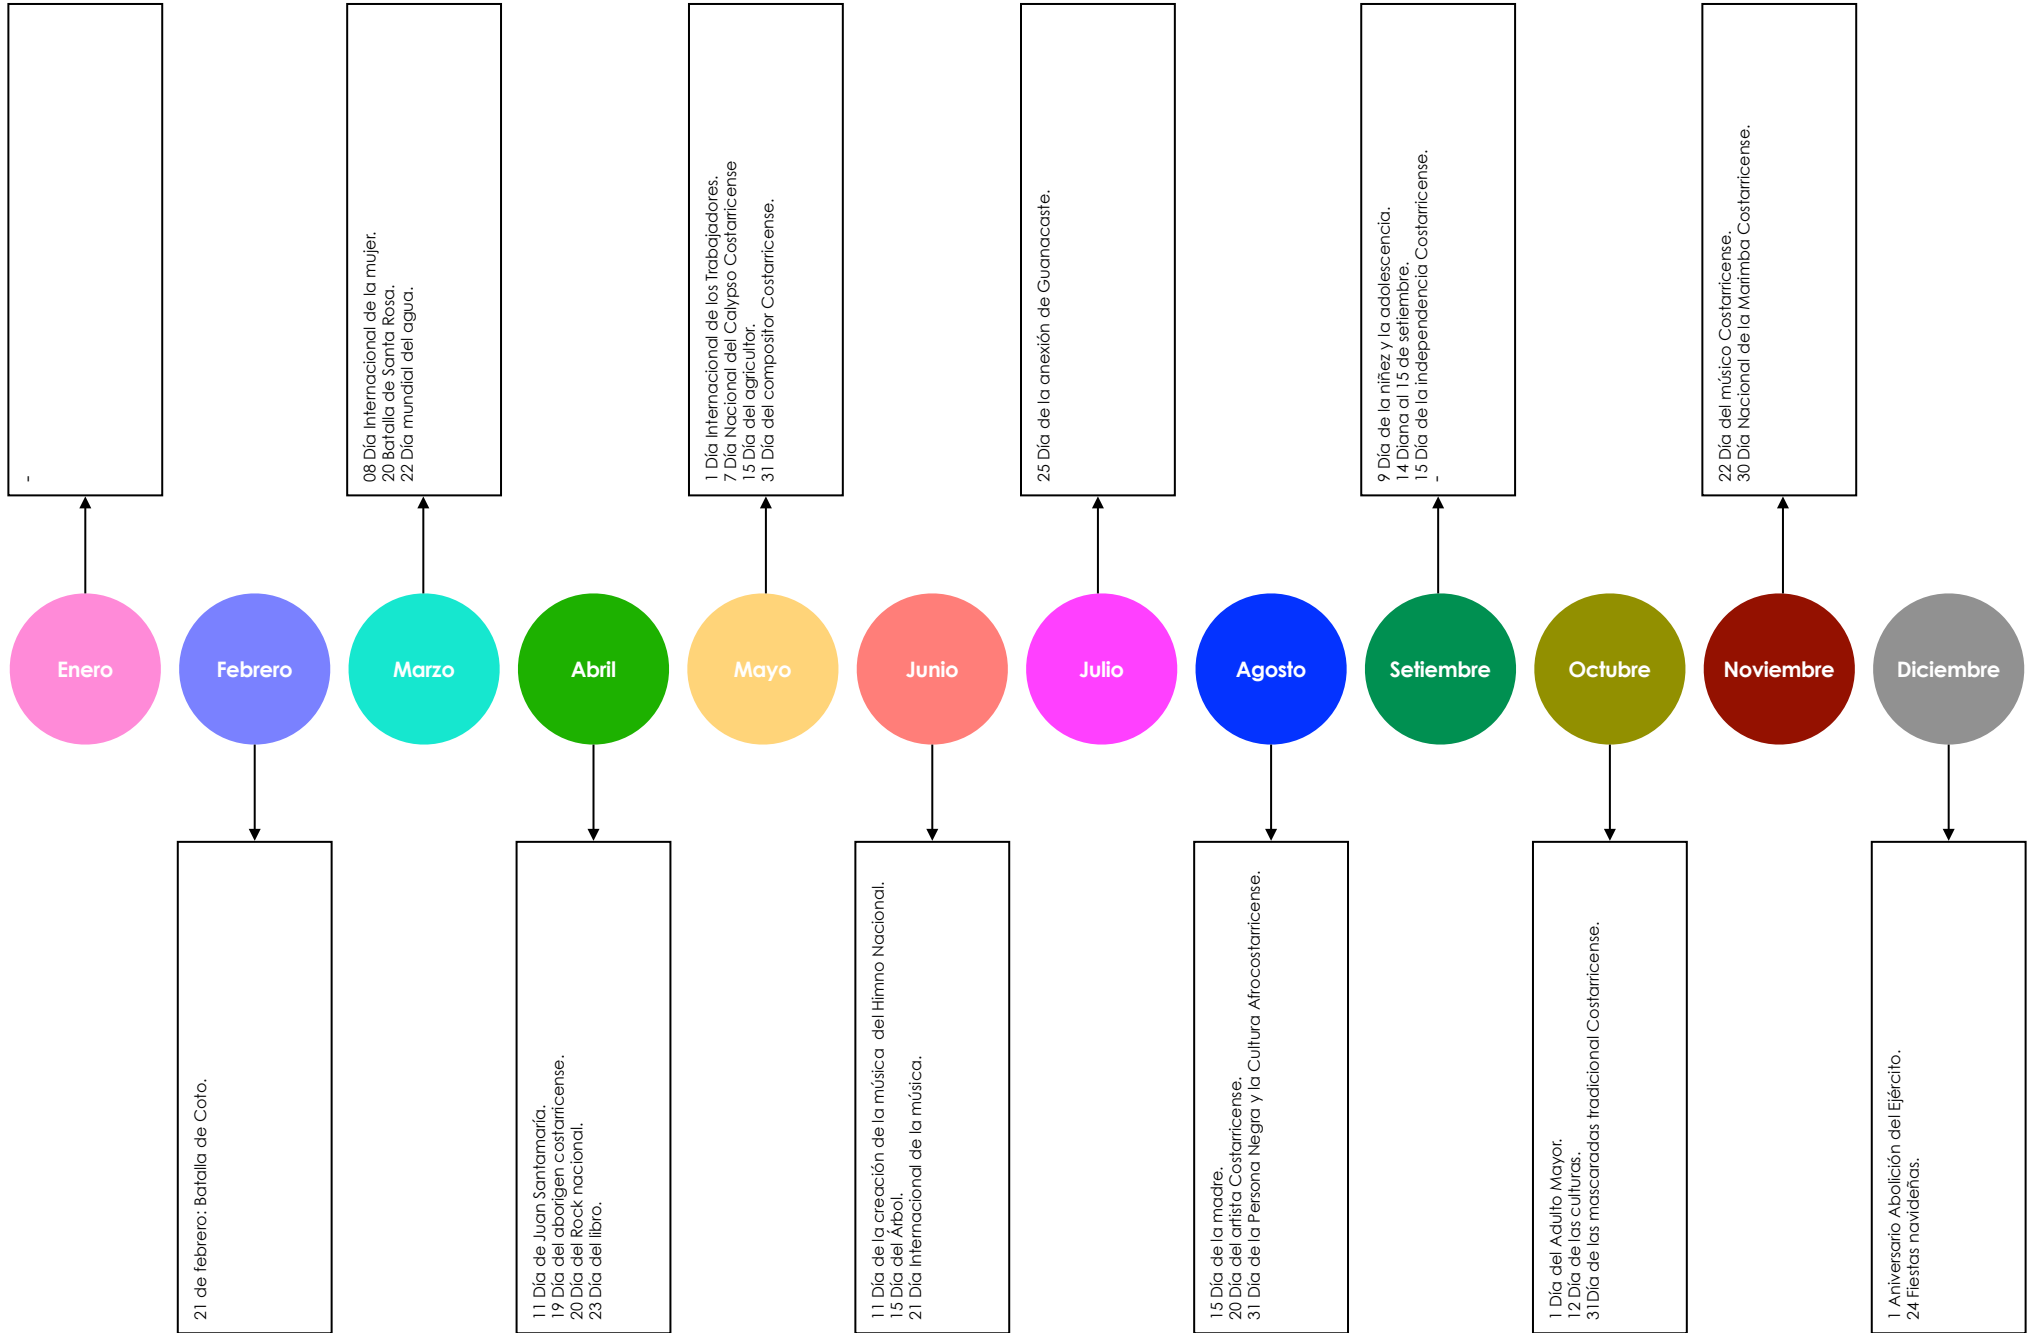 -
08 Día Internacional de la mujer.
20 Batalla de Santa Rosa.
22 Día mundial del agua.
1 Día Internacional de los Trabajadores.
7 Día Nacional del Calypso Costarricense
15 Día del agricultor.
31 Día del compositor Costarricense.
25 Día de la anexión de Guanacaste.
9 Día de la niñez y la adolescencia.
14 Diana al 15 de setiembre.
15 Día de la independencia Costarricense.
-
22 Día del músico Costarricense.
30 Día Nacional de la Marimba Costarricense.
Enero
Febrero
Marzo
Abril
Mayo
Junio
Julio
Agosto
Setiembre
Octubre
Noviembre
Diciembre
21 de febrero: Batalla de Coto.
11 Día de Juan Santamaría.
19 Día del aborigen costarricense.
20 Día del Rock nacional.
23 Día del libro.
11 Día de la creación de la música  del Himno Nacional.
15 Día del Árbol.
21 Día Internacional de la música.
15 Día de la madre.
20 Día del artista Costarricense.
31 Día de la Persona Negra y la Cultura Afrocostarricense.
1 Día del Adulto Mayor.
12 Día de las culturas.
31Día de las mascaradas tradicional Costarricense.
1 Aniversario Abolición del Ejército.
24 Fiestas navideñas.